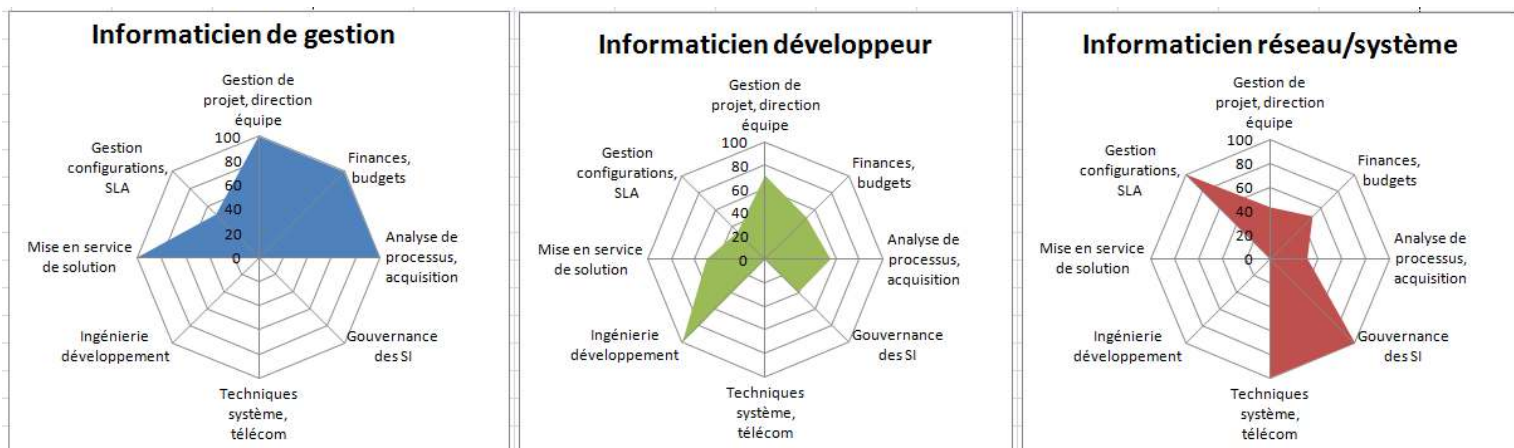 Informaticien de gestion
Gestion de
projet, direction
équipe
100
80
60
40
20
0
Finances,
budgets
Analyse de
processus,
acquisition
Gouvernance
des SI
Techniques
système,
télécom
Ingénierie
développement
Mise en service
de solution
Gestion
configurations,
SLA
Informaticien développeur
Gestion de
projet, direction
équipe
100
80
60
40
20
0
Finances,
budgets
Analyse de
processus,
acquisition
Gouvernance
des SI
Techniques
système,
télécom
Ingénierie
développement
Mise en service
de solution
Gestion
configurations,
SLA
Informaticien réseau/système
Gestion de
projet, direction
équipe
100
80
60
40
20
0
Finances,
budgets
Analyse de
processus,
acquisition
Gouvernance
des SI
Techniques
système,
télécom
Ingénierie
développement
Mise en service
de solution
Gestion
configurations,
SLA